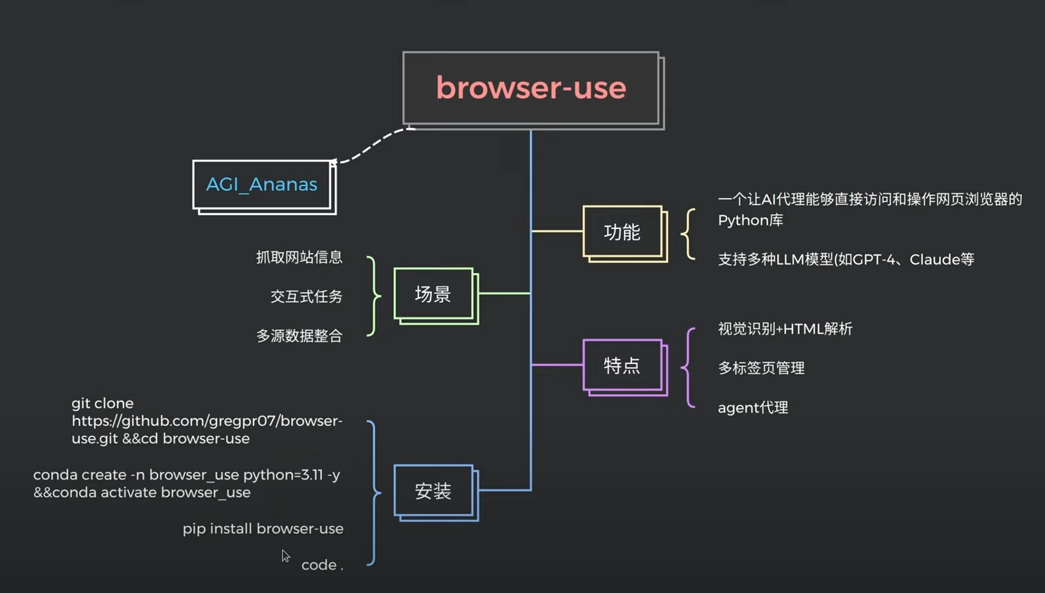 browser-use
AGI_Ananas
功能
一个让AI代理能够直接访问和操作网页浏览器的
Python库
支持多种LLM模型(如GPT-4、Claude等
场景
抓取网站信息
交互式任务
多源数据整合
特点
视觉识别+HTML解析
多标签页管理
agent代理
安装
git clone
https://github.com/gregpr07/browser-
use.git &&cd browser-use
conda create -n browser_use python=3.11 -y
&&conda activate browser_use
pip install browser-use
code .